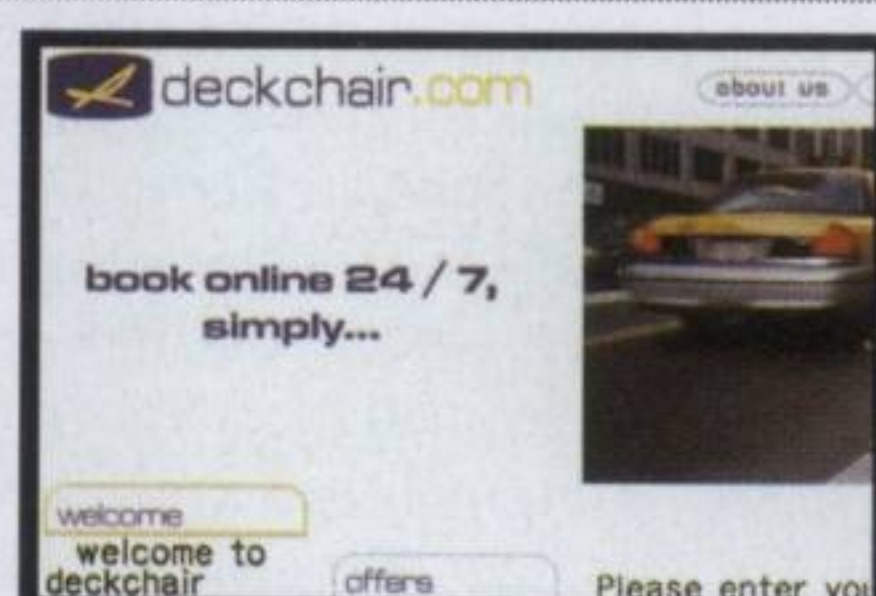 deckchair.com
about us
book online 24 / 7,
simply...
welcome
welcome to
deckchair
offers
Please enter you